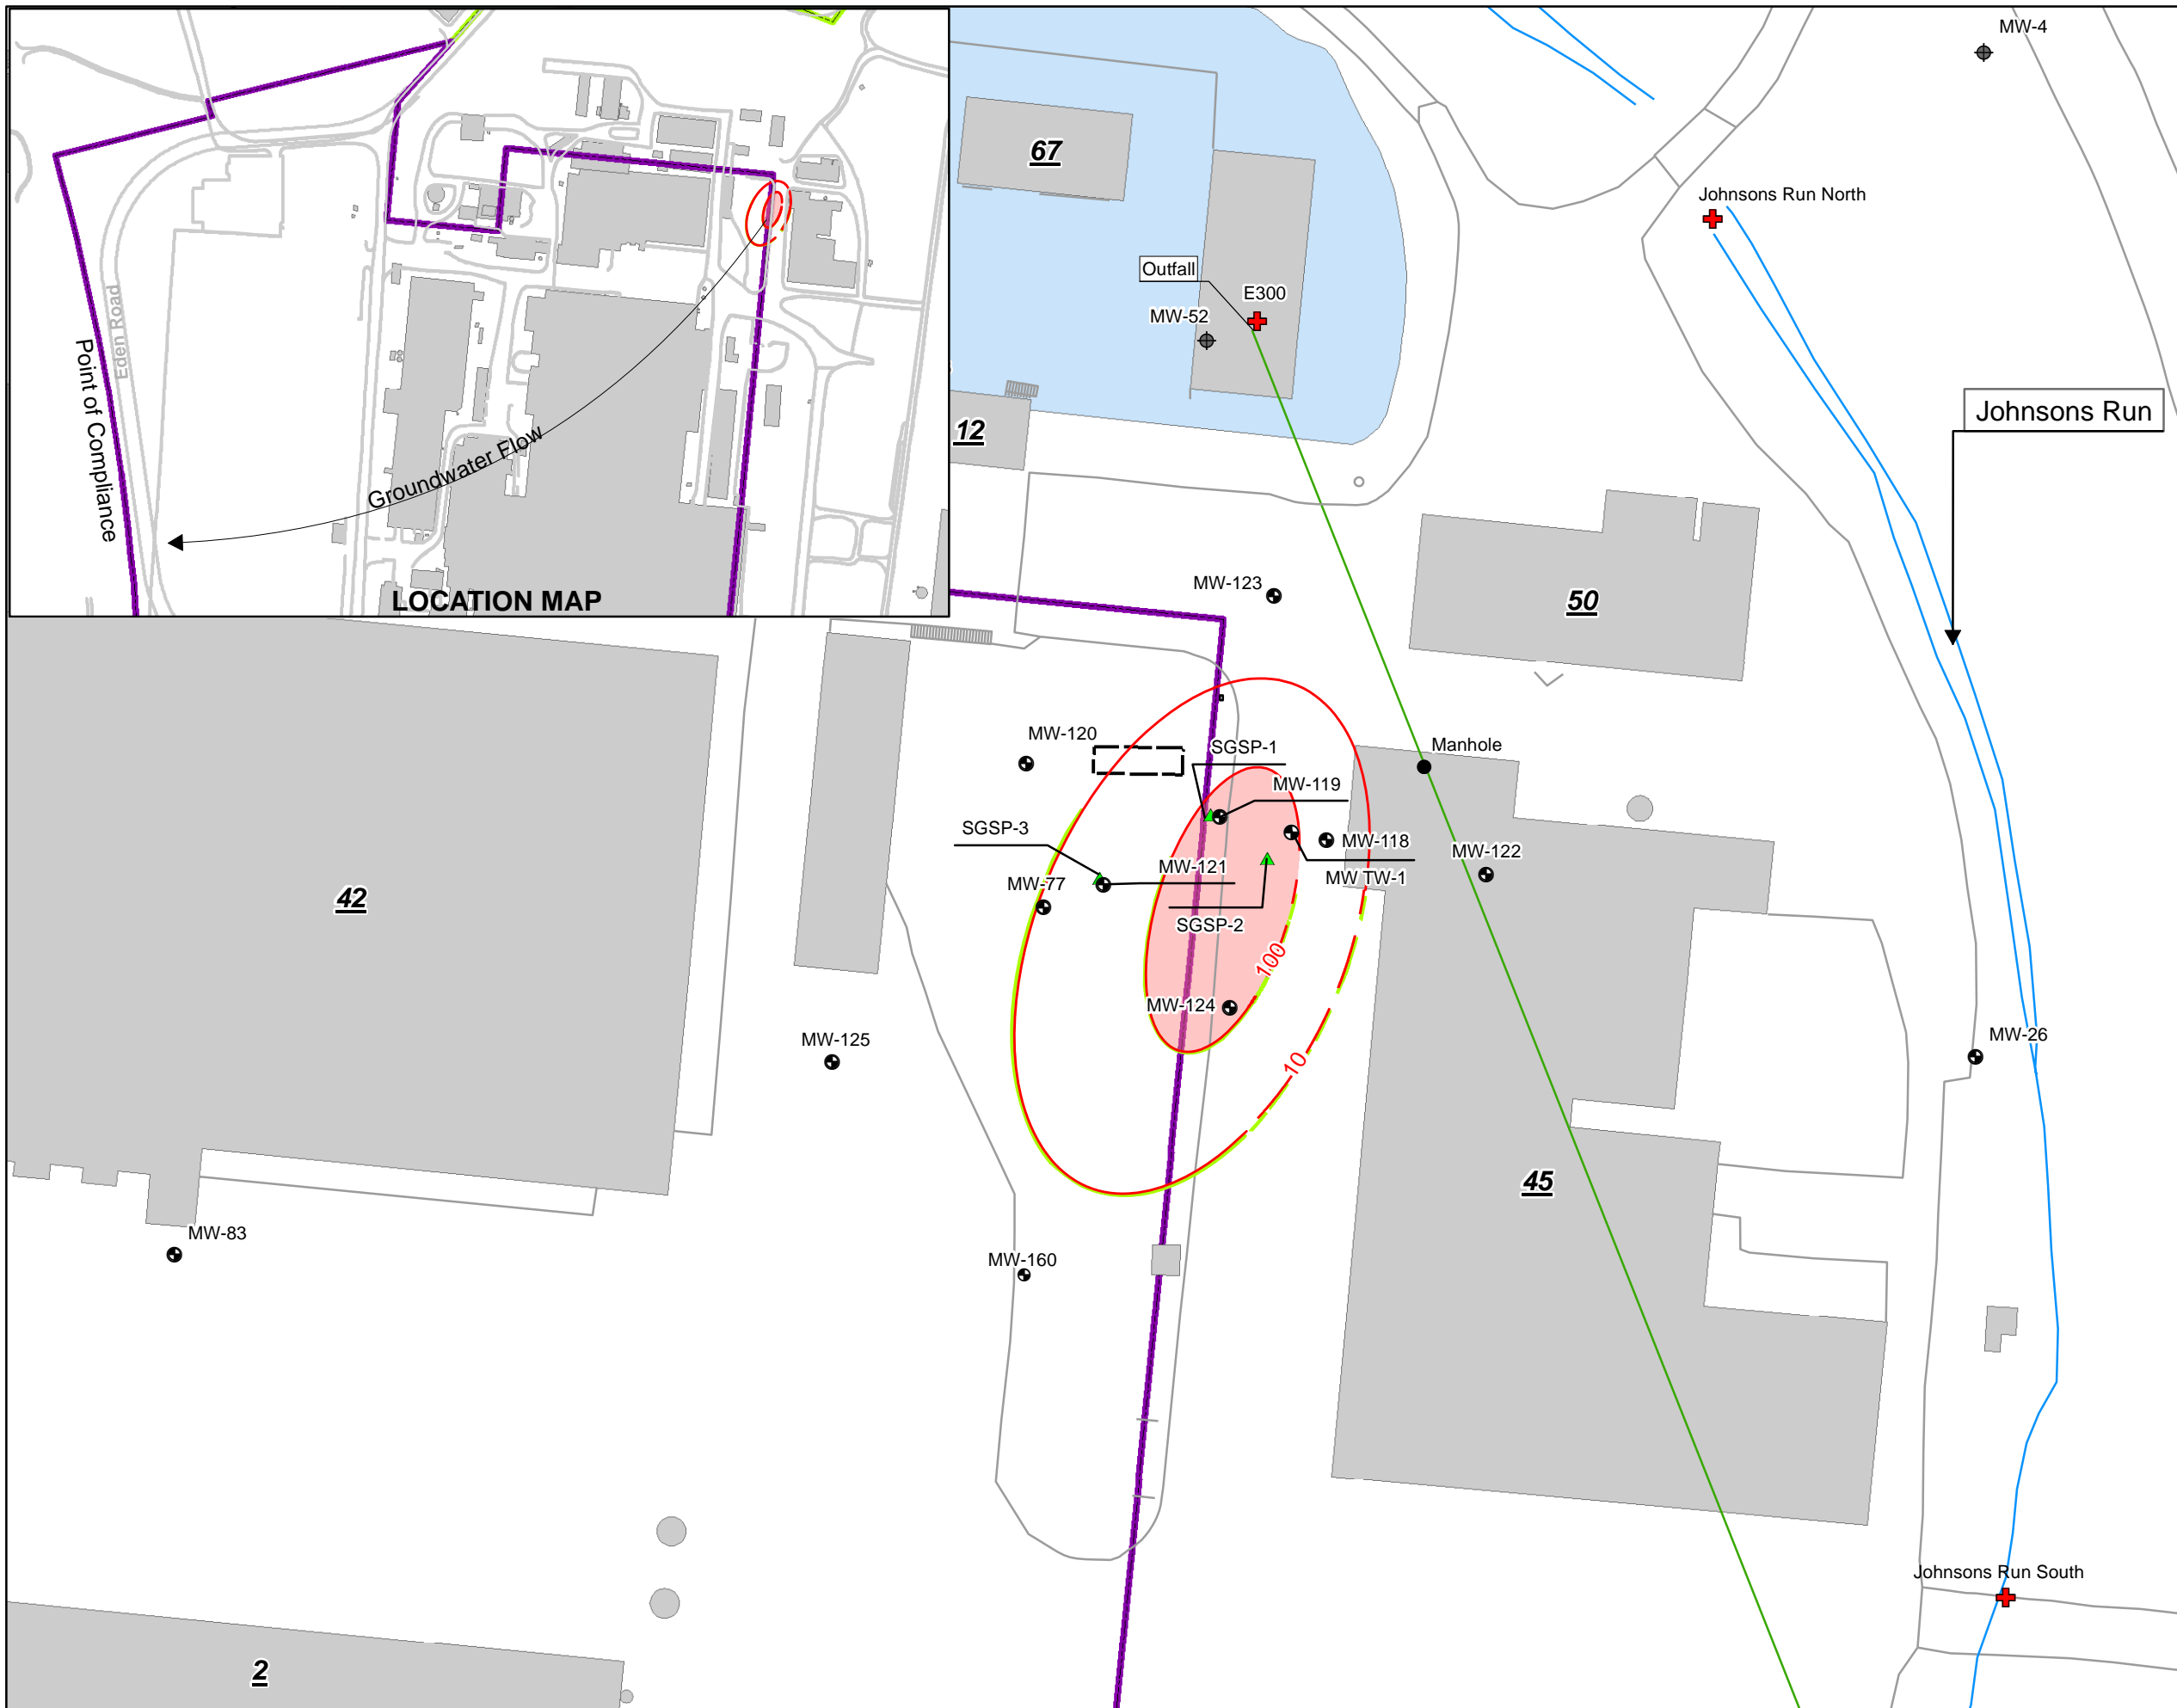 MW-4
67
Johnsons Run North
Outfall
E300
MW-52
Eden Road
Point of Compliance
Johnsons Run
12
Groundwater Flow
LOCATION MAP
MW-123
50
MW-120
SGSP-1
Manhole
MW-119
SGSP-3
MW-118
MW-122
MW-121
MW TW-1
MW-77
42
SGSP-2
100
MW-124
MW-125
MW-26
10
45
MW-83
MW-160
Johnsons Run South
2